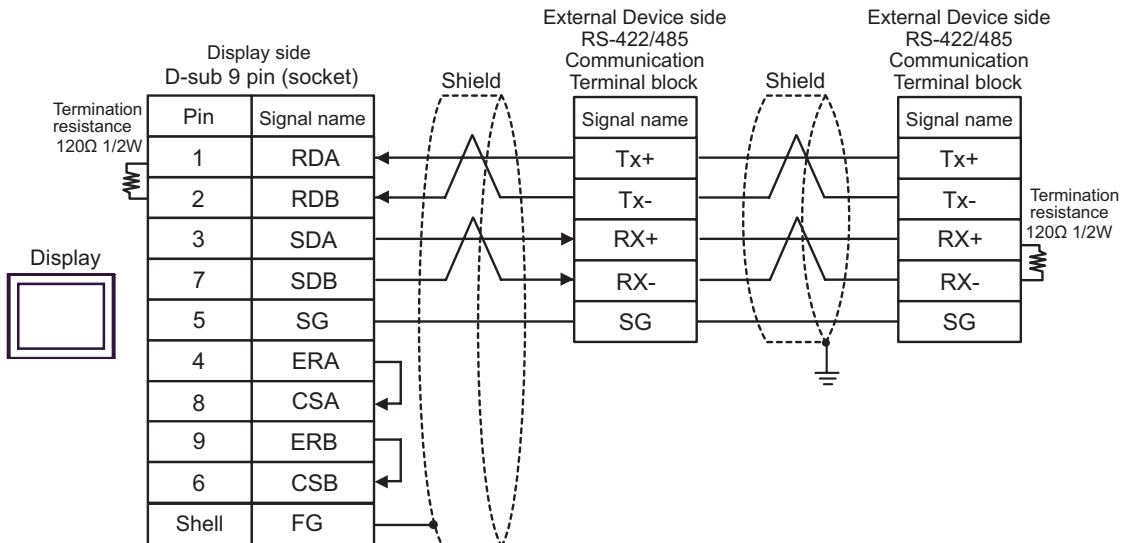 Display side
D-sub 9 pin (socket)
Termination
resistance
120Ω 1/2W
Pin Signal name
1 RDA
2 RDB
3 SDA
7 SDB
5 SG
4 ERA
8 CSA
9 ERB
6 CSB
Shell FG
Display
Shield
External Device side
RS-422/485
Communication
Terminal block
Signal name
Tx+
Tx-
RX+
RX-
SG
Shield
External Device side
RS-422/485
Communication
Terminal block
Signal name
Tx+
Tx-
RX+
RX-
SG
Termination
resistance
120Ω 1/2W